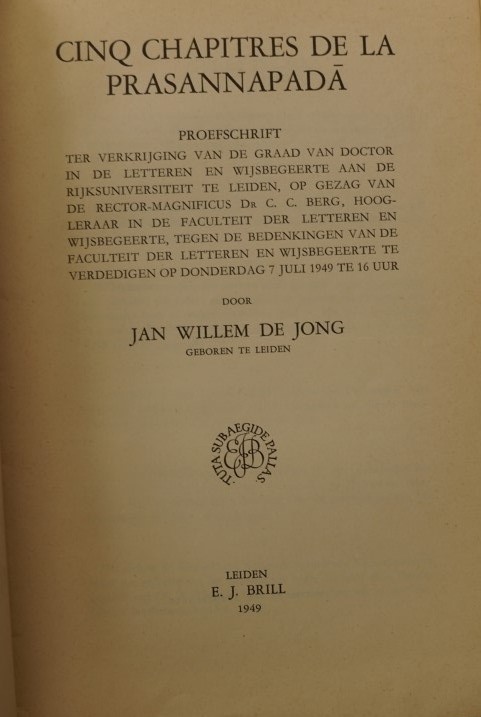 CINQ CHAPITRES DE LA
PRASANNAPADĀ
PROEFSCHRIFT
TER VERKRIJGING VAN DE GRAAD VAN DOCTOR
IN DE LETTEREN EN WIJSBEGEERTE AAN DE
RIJKSUNIVERSITEIT TE LEIDEN, OP GEZAG VAN
DE RECTOR-MAGNIFICUS DR C. C. BERG, HOOG-
LERAAR IN DE FACULTEIT DER LETTEREN EN
WIJSBEGEERTE, TEGEN DE BEDENKINGEN VAN DE
FACULTEIT DER LETTEREN EN WIJSBEGEERTE TE
VERDEDIGEN OP DONDERDAG 7 JULI 1949 TE 16 UUR
DOOR
JAN WILLEM DE JONG
GEBOREN TE LEIDEN
·TUTA SUB AEGIDE PALLAS·
EJB
LEIDEN
E. J. BRILL
1949